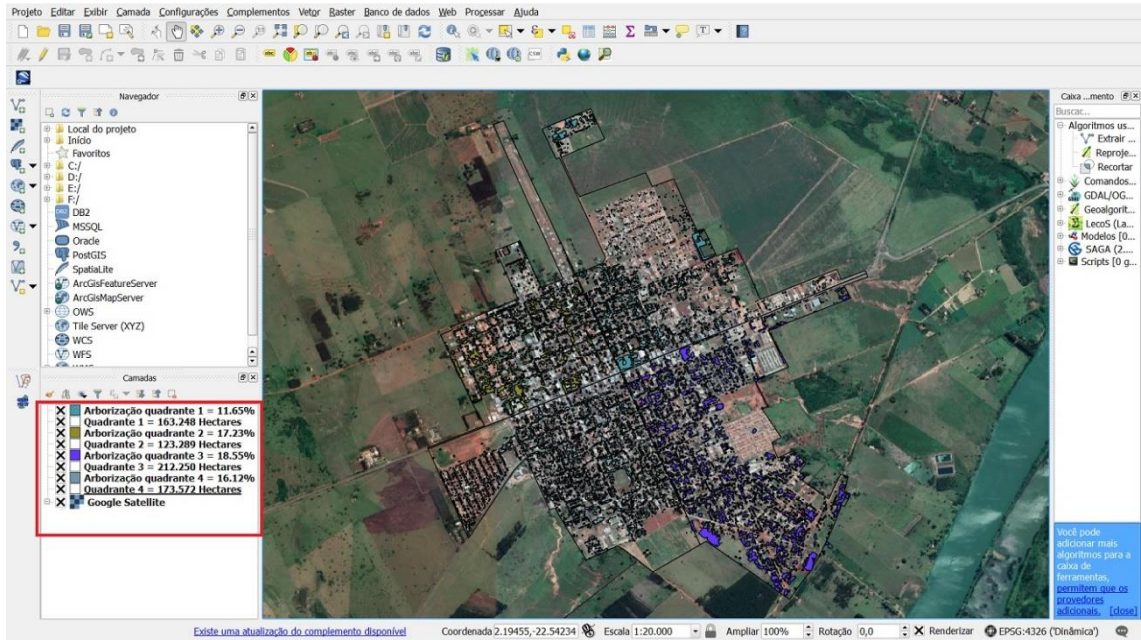 Projeto Editar Exibir Camada Configurações Complementos Vetor Raster Banco de dados Web Processar Ajuda
Navegador
Local do projeto
Início
Favoritos
C:/
D:/
E:/
F:/
DB2
MSSQL
Oracle
PostGIS
SpatiaLite
ArcGisFeatureServer
ArcGisMapServer
OWS
Tile Server (XYZ)
WCS
WFS
Camadas
Arborização quadrante 1 = 11.65%
Quadrante 1 = 163.248 Hectares
Arborização quadrante 2 = 17.23%
Quadrante 2 = 123.289 Hectares
Arborização quadrante 3 = 18.55%
Quadrante 3 = 212.250 Hectares
Arborização quadrante 4 = 16.12%
Quadrante 4 = 173.572 Hectares
Google Satellite
Caixa ...mento
Buscar...
Algoritmos us...
Extrair ...
Reproje...
Recortar
Comandos...
GDAL/OG...
Geoalgorit...
LecoS (La...
Modelos [0...
SAGA (2....
Scripts [0 g...
Você pode
adicionar mais
algoritmos para a
caixa de
ferramentas,
permitem que os
provedores
adicionais. [close]
Existe uma atualização do complemento disponível Coordenada 2.19455,-22.54234 Escala 1:20.000 Ampliar 100% Rotação 0,0 Renderizar EPSG:4326 ('Dinâmica')